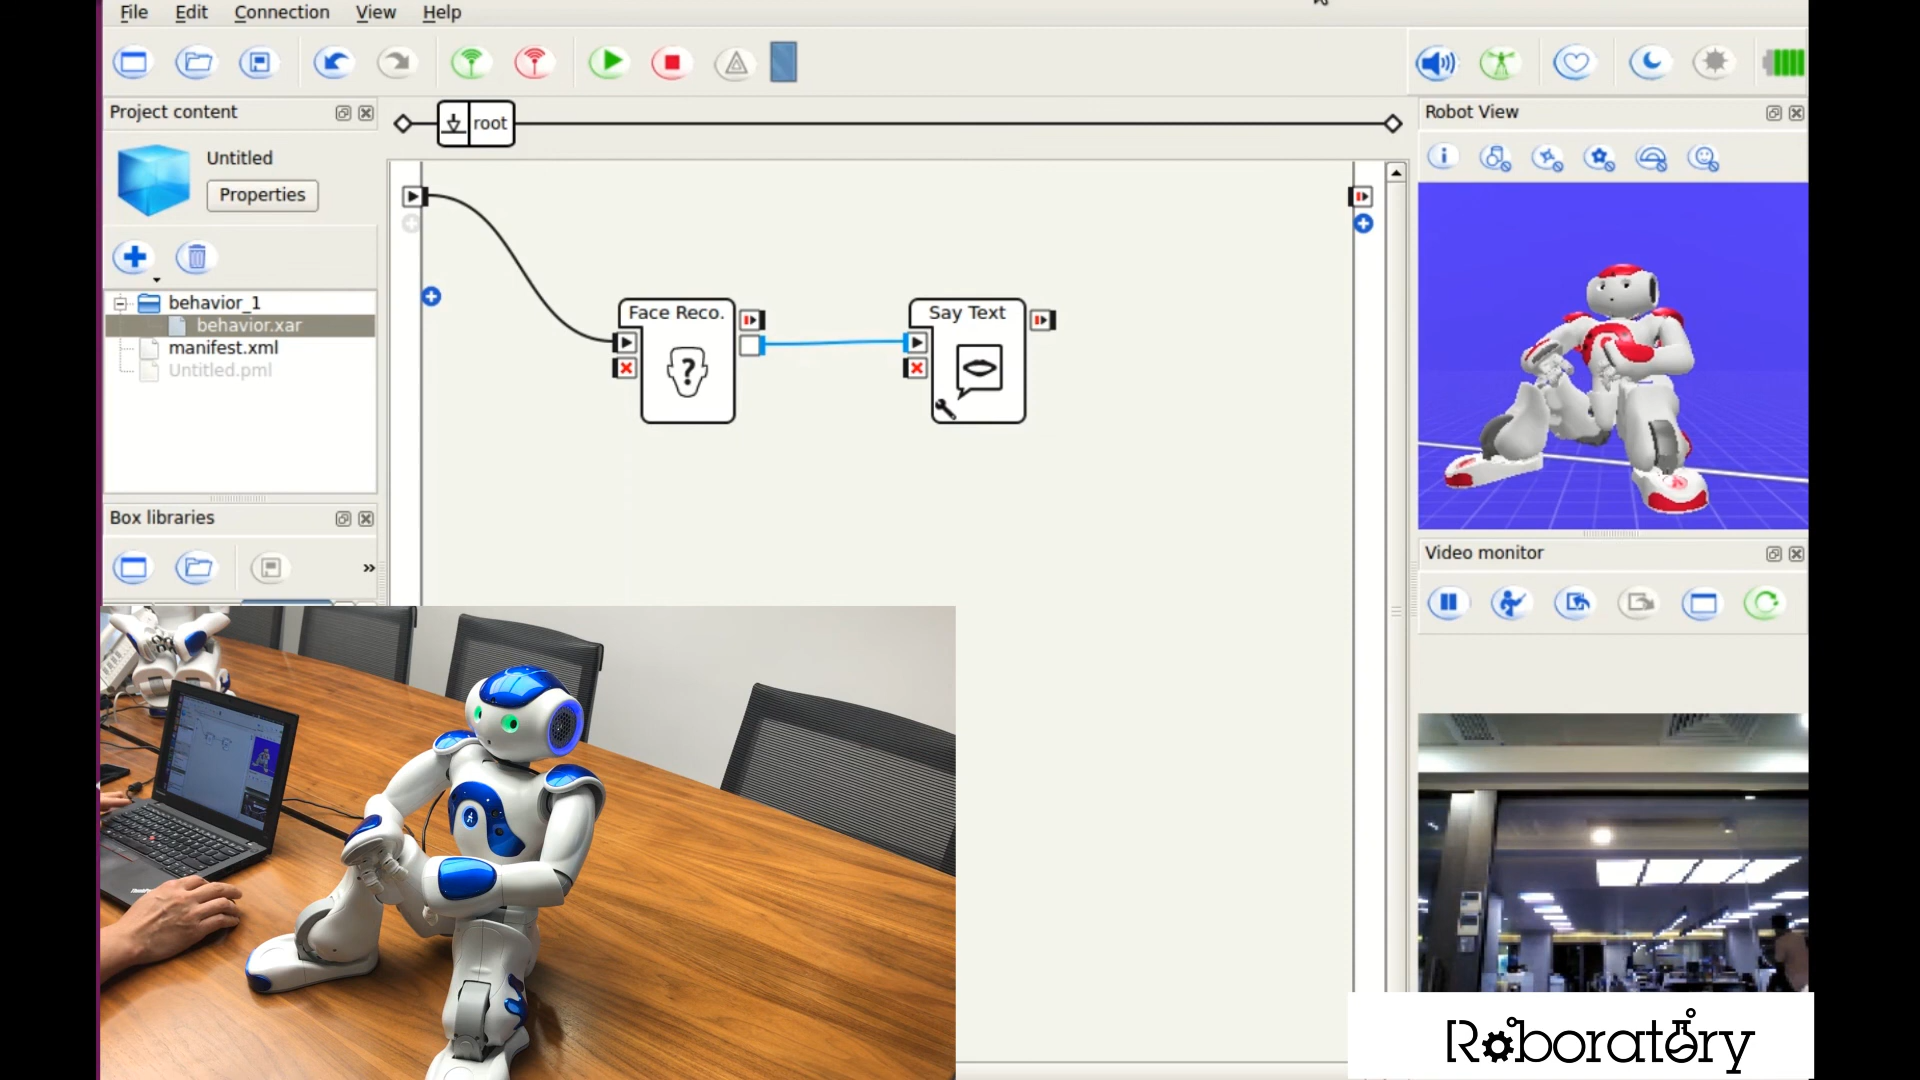 File Edit Connection View Help
Project content
root
Robot View
Untitled
Properties
behavior_1
behavior.xar
manifest.xml
Untitled.pml
Face Reco.
?
Say Text
Box libraries
»
Video monitor
Roboratory